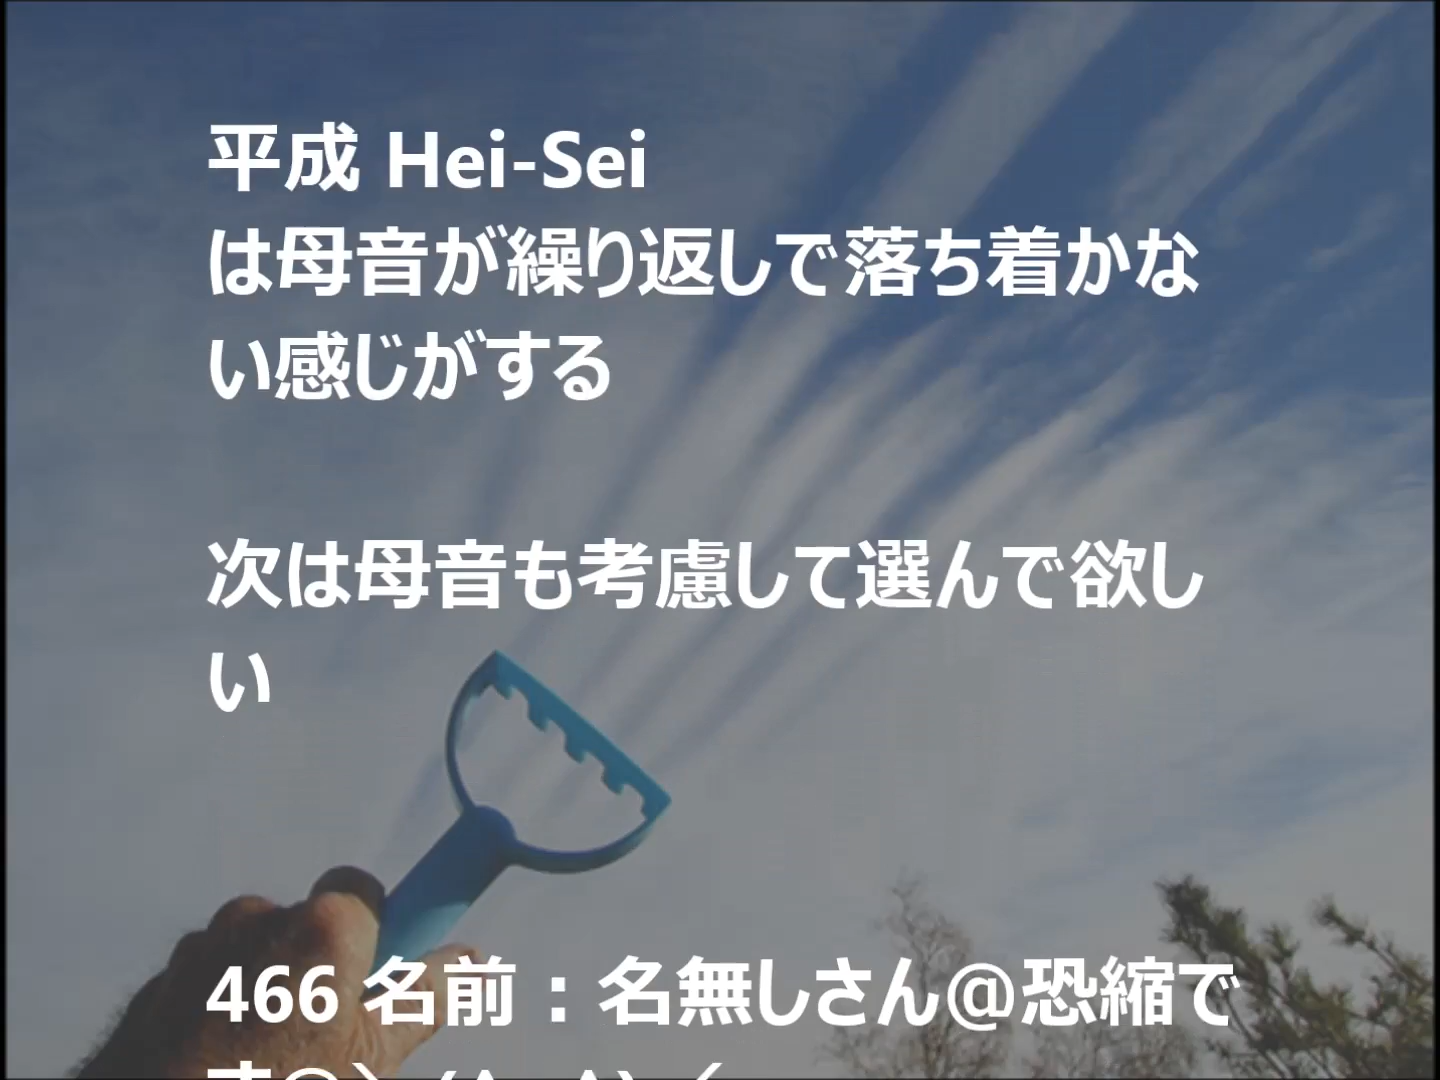 平成 Hei-Sei
は母音が繰り返しで落ち着かな
い感じがする
次は母音も考慮して選んで欲し
い
466 名前：名無しさん@恐縮で